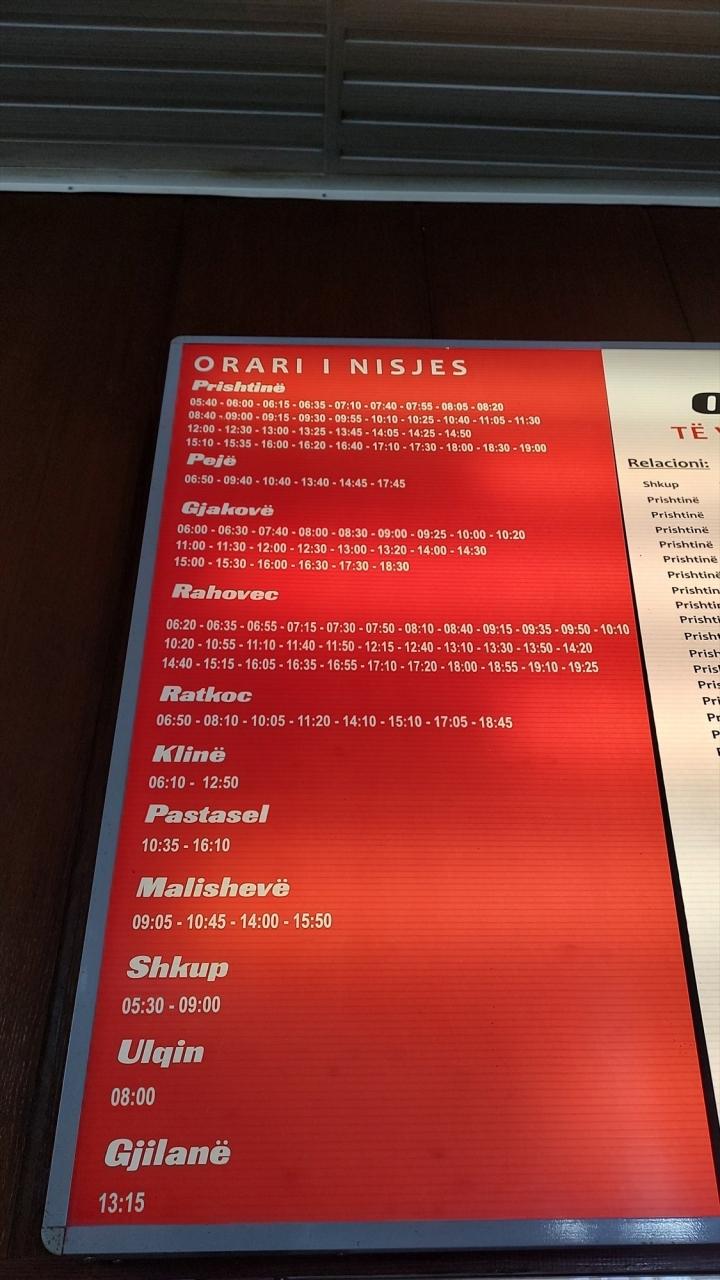 ORARI I NISJES
Prishtinë
05:40 - 06:00 - 06:15 - 06:35 - 07:10 - 07:40 - 07:55 - 08:05 - 08:20
08:40 - 09:00 - 09:15 - 09:30 - 09:55 - 10:10 - 10:25 - 10:40 - 11:05 - 11:30
12:00 - 12:30 - 13:00 - 13:25 - 13:45 - 14:05 - 14:25 - 14:50
15:10 - 15:35 - 16:00 - 16:20 - 16:40 - 17:10 - 17:30 - 18:00 - 18:30 - 19:00
Pejë
06:50 - 09:40 - 10:40 - 13:40 - 14:45 - 17:45
Gjakovë
06:00 - 06:30 - 07:40 - 08:00 - 08:30 - 09:00 - 09:25 - 10:00 - 10:20
11:00 - 11:30 - 12:00 - 12:30 - 13:00 - 13:20 - 14:00 - 14:30
15:00 - 15:30 - 16:00 - 16:30 - 17:30 - 18:30
Rahovec
06:20 - 06:35 - 06:55 - 07:15 - 07:30 - 07:50 - 08:10 - 08:40 - 09:15 - 09:35 - 09:50 - 10:10
10:20 - 10:55 - 11:10 - 11:40 - 11:50 - 12:15 - 12:40 - 13:10 - 13:30 - 13:50 - 14:20
14:40 - 15:15 - 16:05 - 16:35 - 16:55 - 17:10 - 17:20 - 18:00 - 18:55 - 19:10 - 19:25
Ratkoc
06:50 - 08:10 - 10:05 - 11:20 - 14:10 - 15:10 - 17:05 - 18:45
Klinë
06:10 - 12:50
Pastasel
10:35 - 16:10
Malishevë
09:05 - 10:45 - 14:00 - 15:50
Shkup
05:30 - 09:00
Ulqin
08:00
Gjilanë
13:15
TË
Relacioni:
Shkup
Prishtinë
Prishtinë
Prishtinë
Prishtinë
Prishtinë
Prishtinë